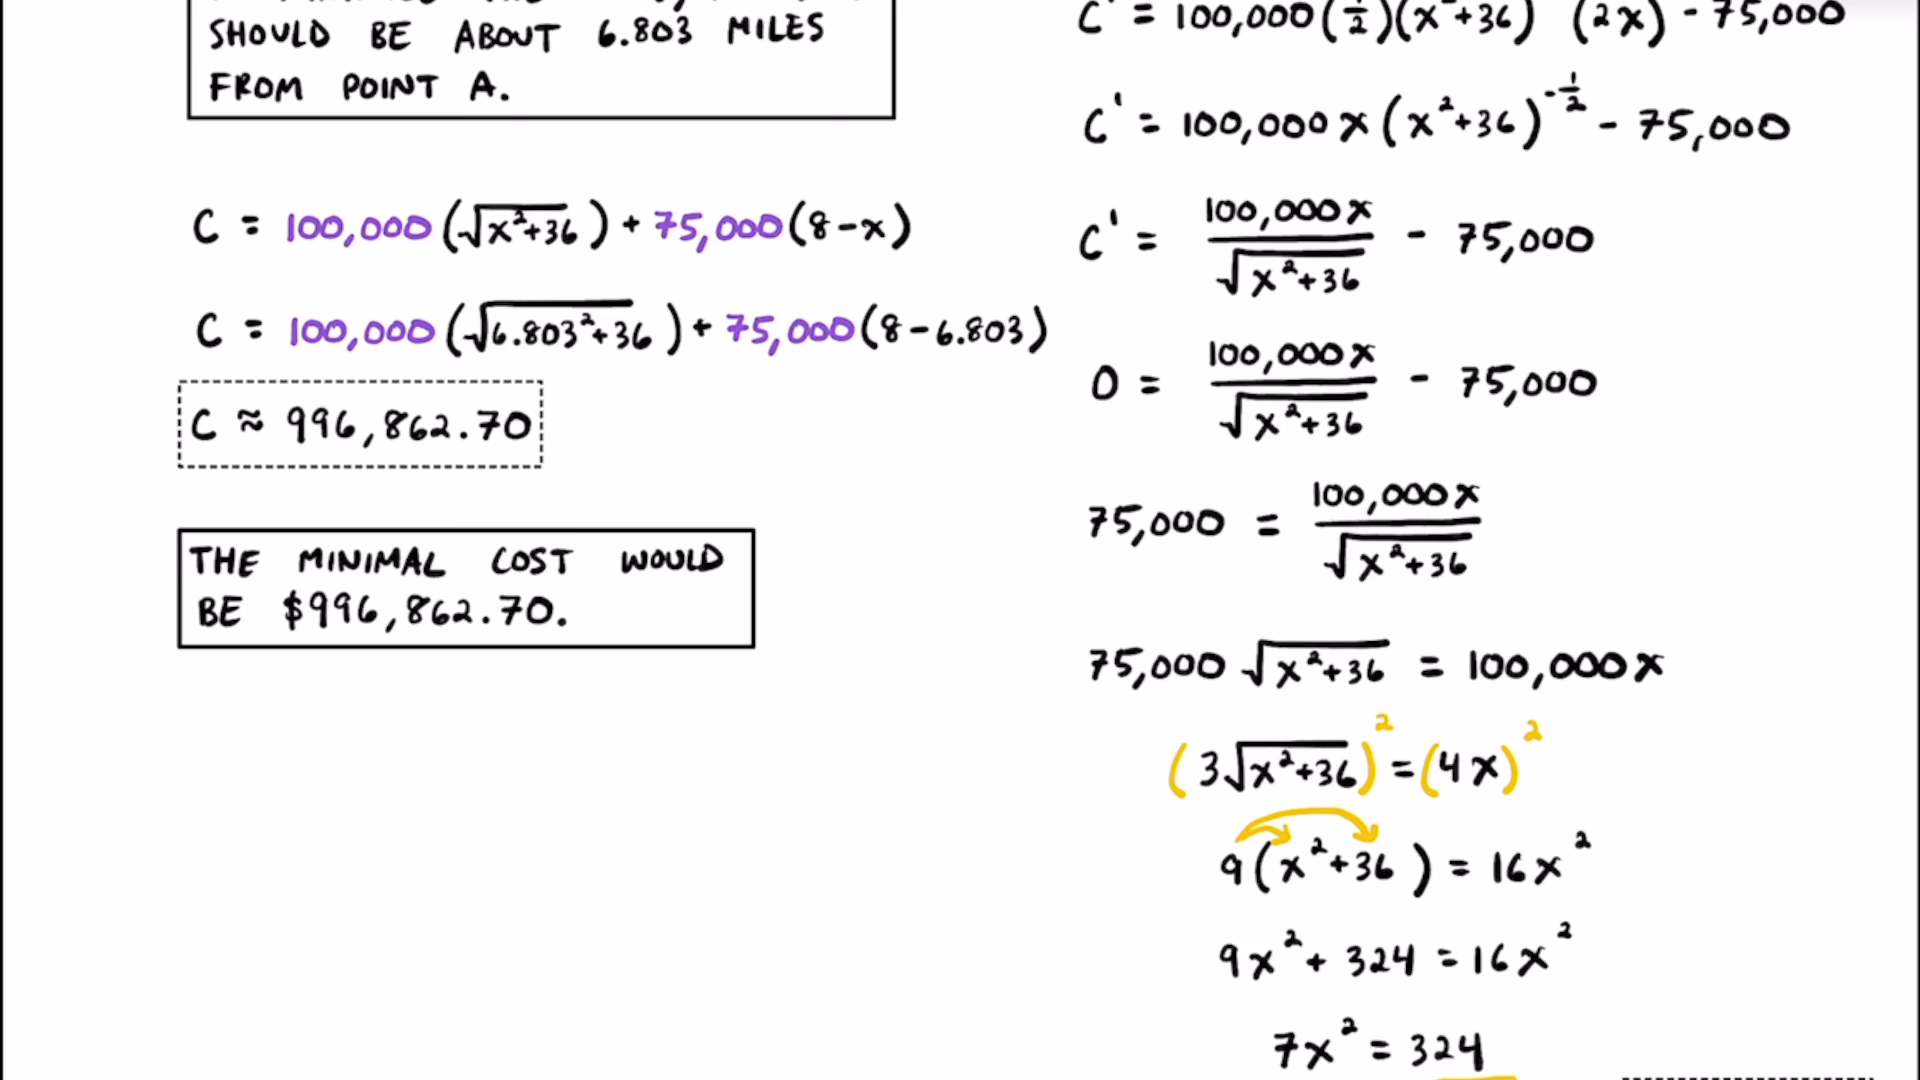 SHOULD BE ABOUT 6.803 MILES
FROM POINT A.
C = 100,000(√x²+36) + 75,000(8-x)
C = 100,000(√6.803²+36) + 75,000(8-6.803)
C ≈ 996,862.70
THE MINIMAL COST WOULD
BE $996,862.70.
C' = 100,000(1/2)(x²+36) (2x) - 75,000
C' = 100,000x(x²+36)^-1/2 - 75,000
C' = 100,000x/√x²+36 - 75,000
0 = 100,000x/√x²+36 - 75,000
75,000 = 100,000x/√x²+36
75,000√x²+36 = 100,000x
(3√x²+36)² = (4x)²
9(x²+36) = 16x²
9x² + 324 = 16x²
7x² = 324